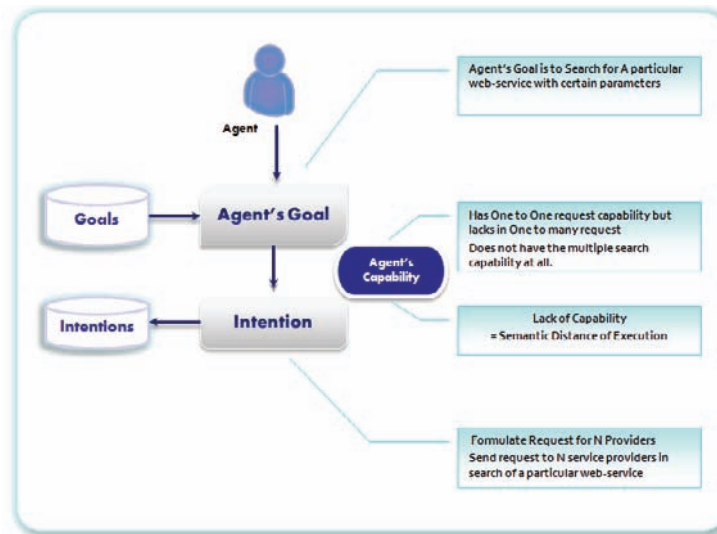 Agent's Goal is to Search for A particular
web-service with certain parameters
Agent
Goals
Agent's Goal
Has One to One request capability but
lacks in One to many request
Does not have the multiple search
capability at all.
Agent's
Capability
Intentions
Intention
Lack of Capability
= Semantic Distance of Execution
Formulate Request for N Providers
Send request to N service providers in
search of a particular web-service